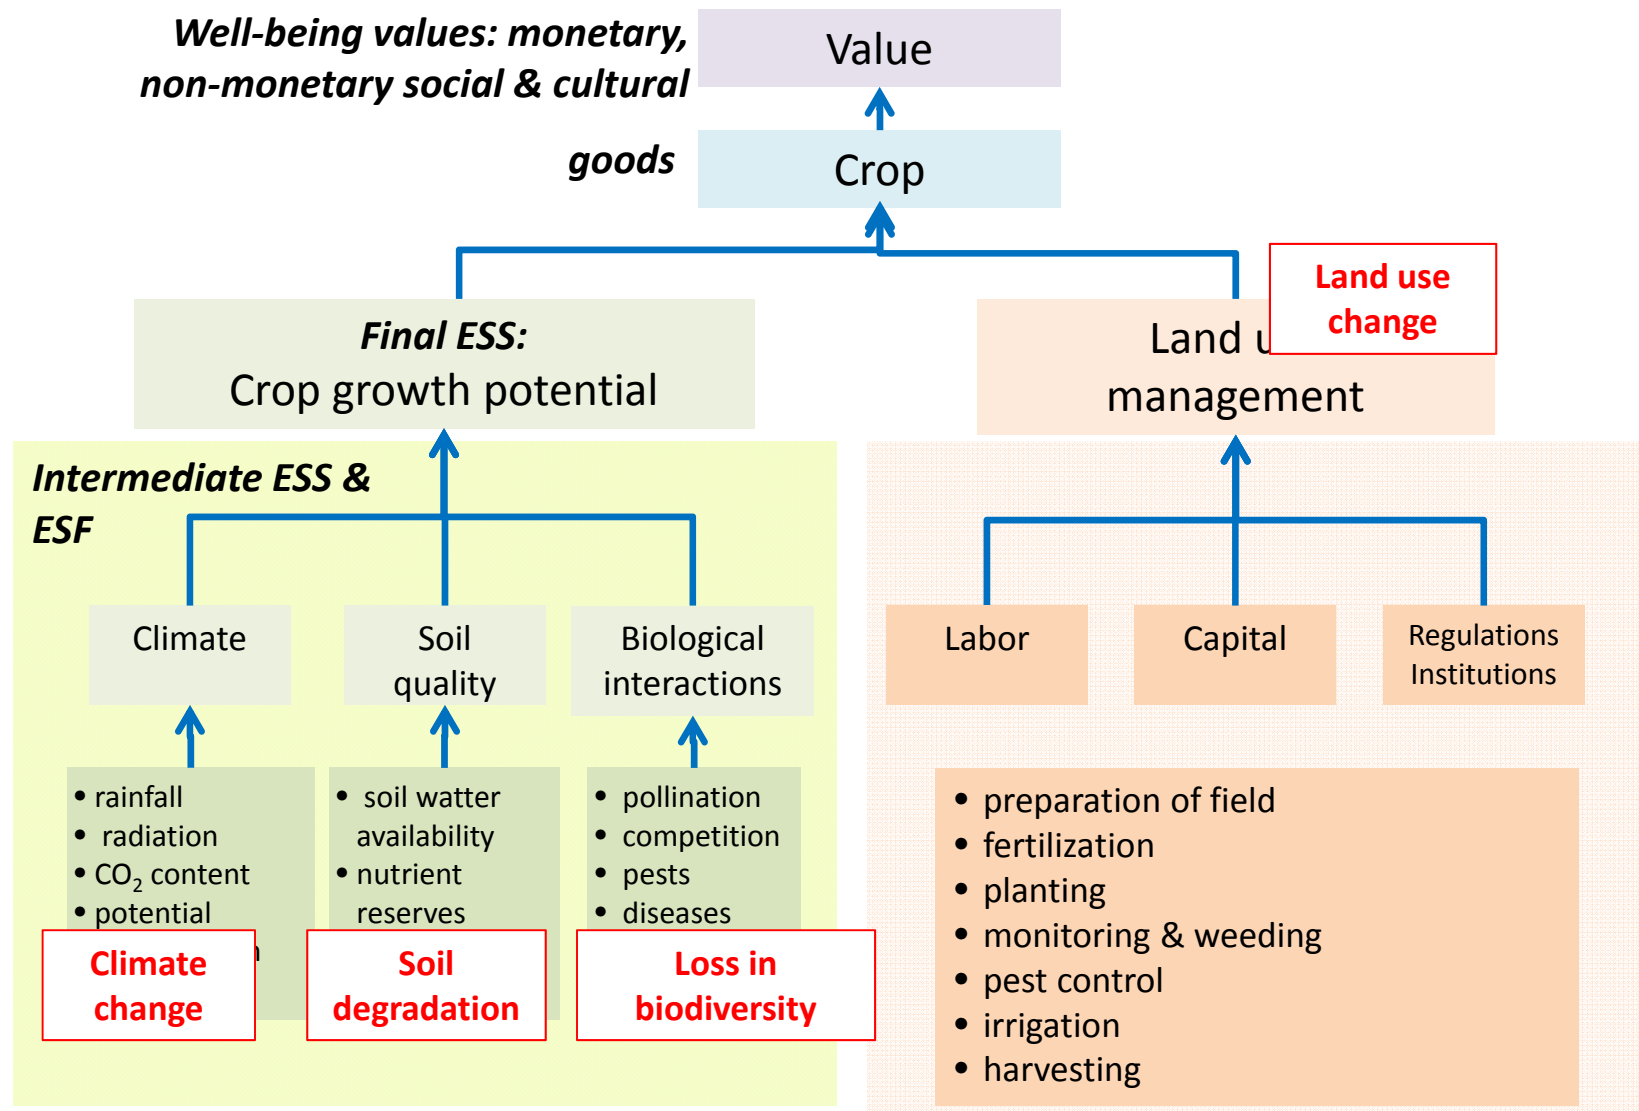 Well-being values: monetary,
non-monetary social & cultural
Value
goods
Crop
Land use
change
Final ESS:
Crop growth potential
Land
management
Intermediate ESS &
ESF
Climate
Soil
quality
Biological
interactions
Labor
Capital
Regulations
Institutions
• rainfall
• radiation
• CO₂ content
• potential
• soil watter
availability
• nutrient
reserves
• pollination
• competition
• pests
• diseases
Climate
change
Soil
degradation
Loss in
biodiversity
• preparation of field
• fertilization
• planting
• monitoring & weeding
• pest control
• irrigation
• harvesting